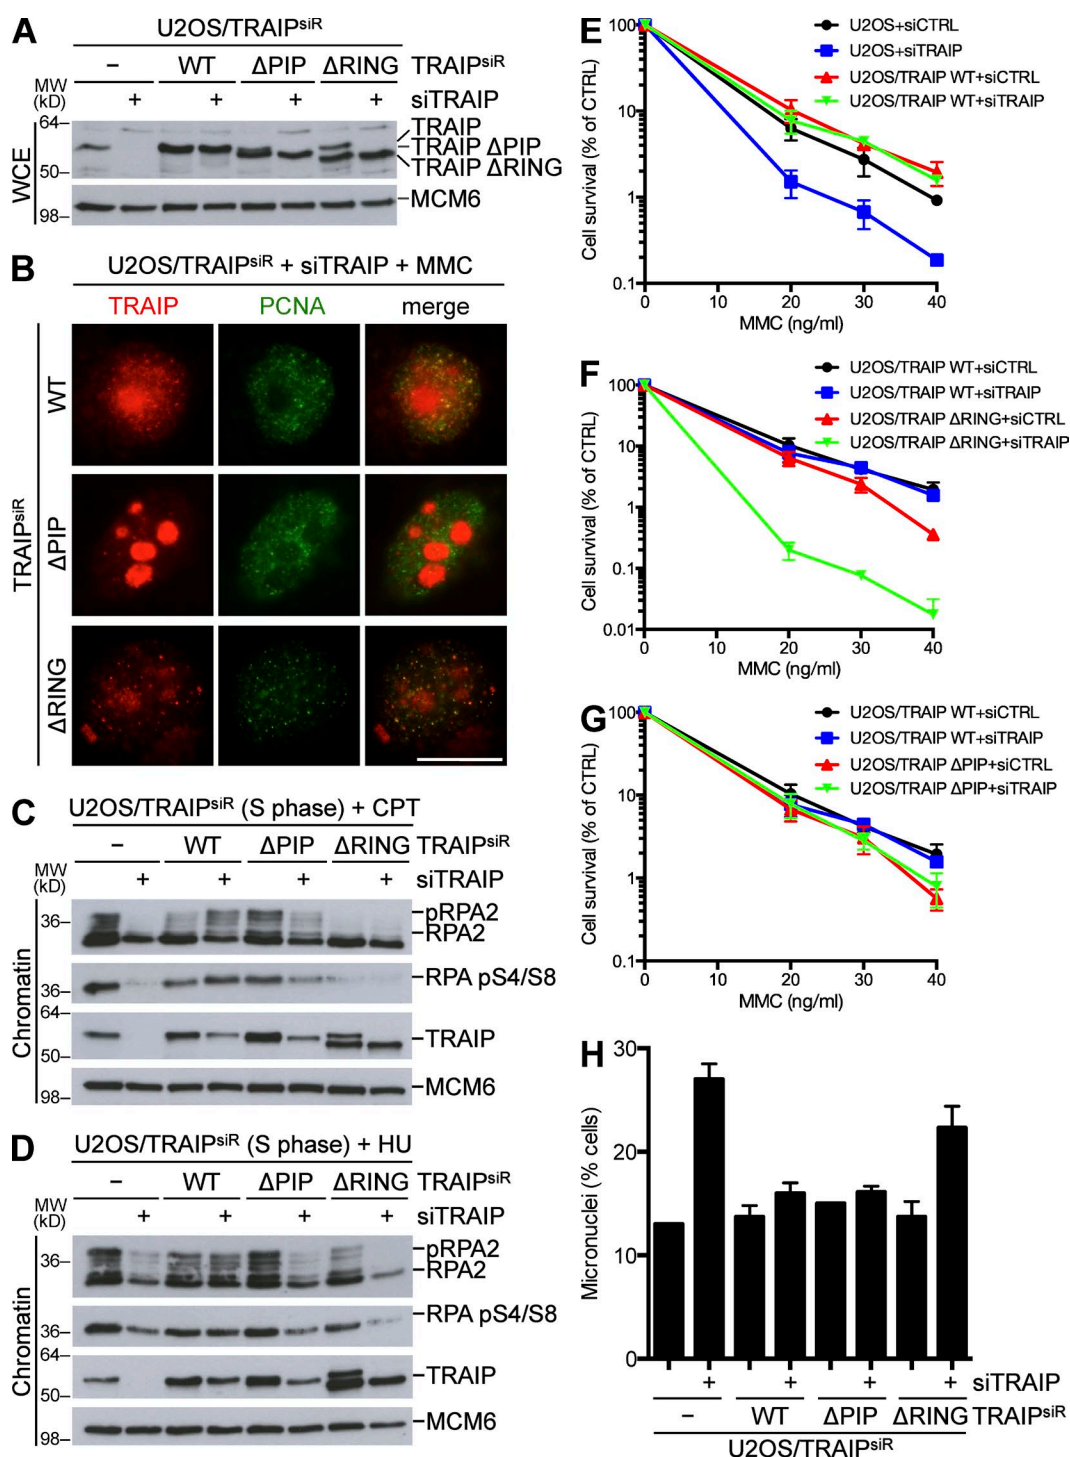 A
U2OS/TRAIPsiR
– WT ΔPIP ΔRING TRAIPsiR
MW (kD)
+ + + + siTRAIP
64–
50–
WCE
TRAIP
TRAIP ΔPIP
TRAIP ΔRING
98–
MCM6
B
U2OS/TRAIPsiR + siTRAIP + MMC
TRAIP PCNA merge
TRAIPsiR
WT
ΔPIP
ΔRING
C
U2OS/TRAIPsiR (S phase) + CPT
– WT ΔPIP ΔRING TRAIPsiR
MW (kD)
+ + + + siTRAIP
Chromatin
36–
pRPA2
RPA2
36–
RPA pS4/S8
64–
TRAIP
50–
98–
MCM6
D
U2OS/TRAIPsiR (S phase) + HU
– WT ΔPIP ΔRING TRAIPsiR
MW (kD)
+ + + + siTRAIP
Chromatin
36–
pRPA2
RPA2
36–
RPA pS4/S8
64–
TRAIP
50–
98–
MCM6
E
Cell survival (% of CTRL)
100
10
1
0.1
0 10 20 30 40
MMC (ng/ml)
U2OS+siCTRL
U2OS+siTRAIP
U2OS/TRAIP WT+siCTRL
U2OS/TRAIP WT+siTRAIP
F
Cell survival (% of CTRL)
100
10
1
0.1
0.01
0 10 20 30 40
MMC (ng/ml)
U2OS/TRAIP WT+siCTRL
U2OS/TRAIP WT+siTRAIP
U2OS/TRAIP ΔRING+siCTRL
U2OS/TRAIP ΔRING+siTRAIP
G
Cell survival (% of CTRL)
100
10
1
0.1
0 10 20 30 40
MMC (ng/ml)
U2OS/TRAIP WT+siCTRL
U2OS/TRAIP WT+siTRAIP
U2OS/TRAIP ΔPIP+siCTRL
U2OS/TRAIP ΔPIP+siTRAIP
H
Micronuclei (% cells)
30
20
10
0
+ + + + siTRAIP
– WT ΔPIP ΔRING TRAIPsiR
U2OS/TRAIPsiR